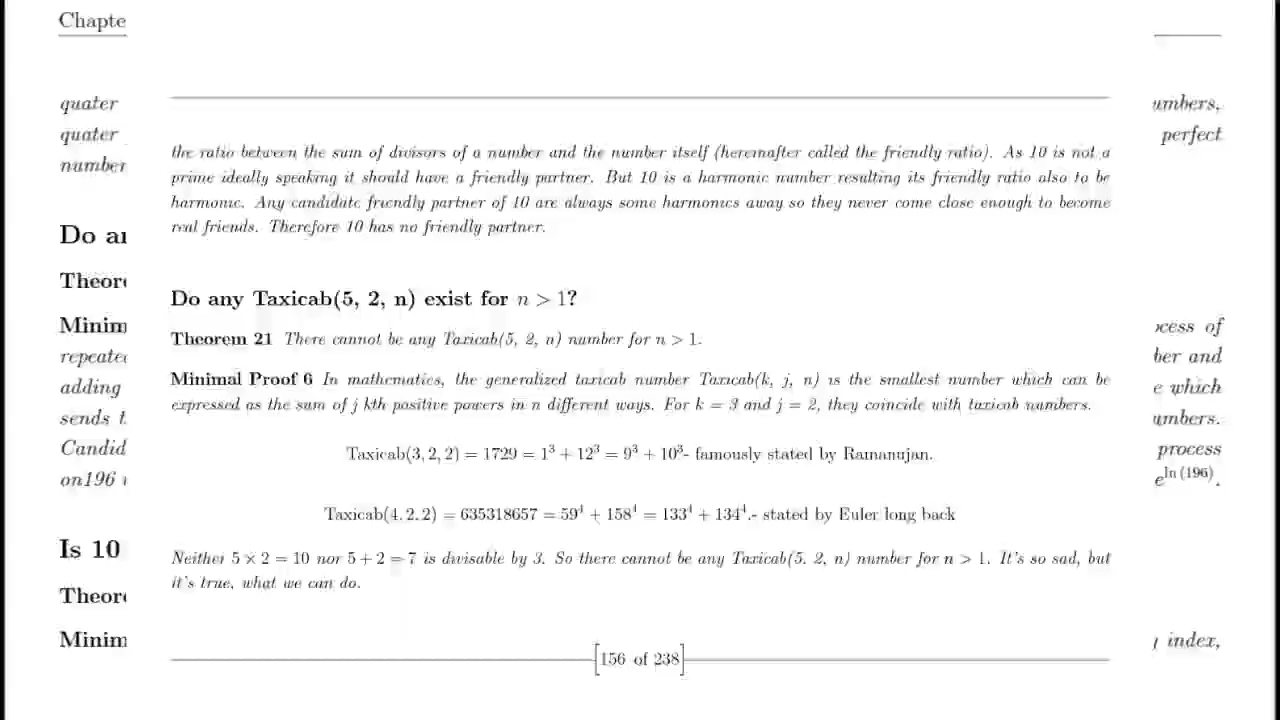 Chapte
quater umbers,
quater perfect
number
the ratio between the sum of divisors of a number and the number itself (hereinafter called the friendly ratio). As 10 is not a
prime ideally speaking it should have a friendly partner. But 10 is a harmonic number resulting its friendly ratio also to be
harmonic. Any candidate friendly partner of 10 are always some harmonics away so they never come close enough to become
real friends. Therefore 10 has no friendly partner.
Do ar
Do any Taxicab(5, 2, n) exist for n > 1?
Theore
Theorem 21 There cannot be any Taxicab(5, 2, n) number for n > 1.
Minim ocess of
repeated ber and
Minimal Proof 6 In mathematics, the generalized taxicab number Taxicab(k, j, n) is the smallest number which can be
expressed as the sum of j kth positive powers in n different ways. For k = 3 and j = 2, they coincide with taxicab numbers.
adding e which
sends t umbers.
Candid process
Taxicab(3, 2, 2) = 1729 = 1³ + 12³ = 9³ + 10³- famously stated by Ramanujan.
on196 e^ln (196).
Taxicab(4, 2, 2) = 635318657 = 59⁴ + 158⁴ = 133⁴ + 134⁴.- stated by Euler long back
Is 10
Neither 5 × 2 = 10 nor 5 + 2 = 7 is divisable by 3. So there cannot be any Taxicab(5, 2, n) number for n > 1. It's so sad, but
it's true, what we can do.
Theore
Minim index,
[156 of 238]